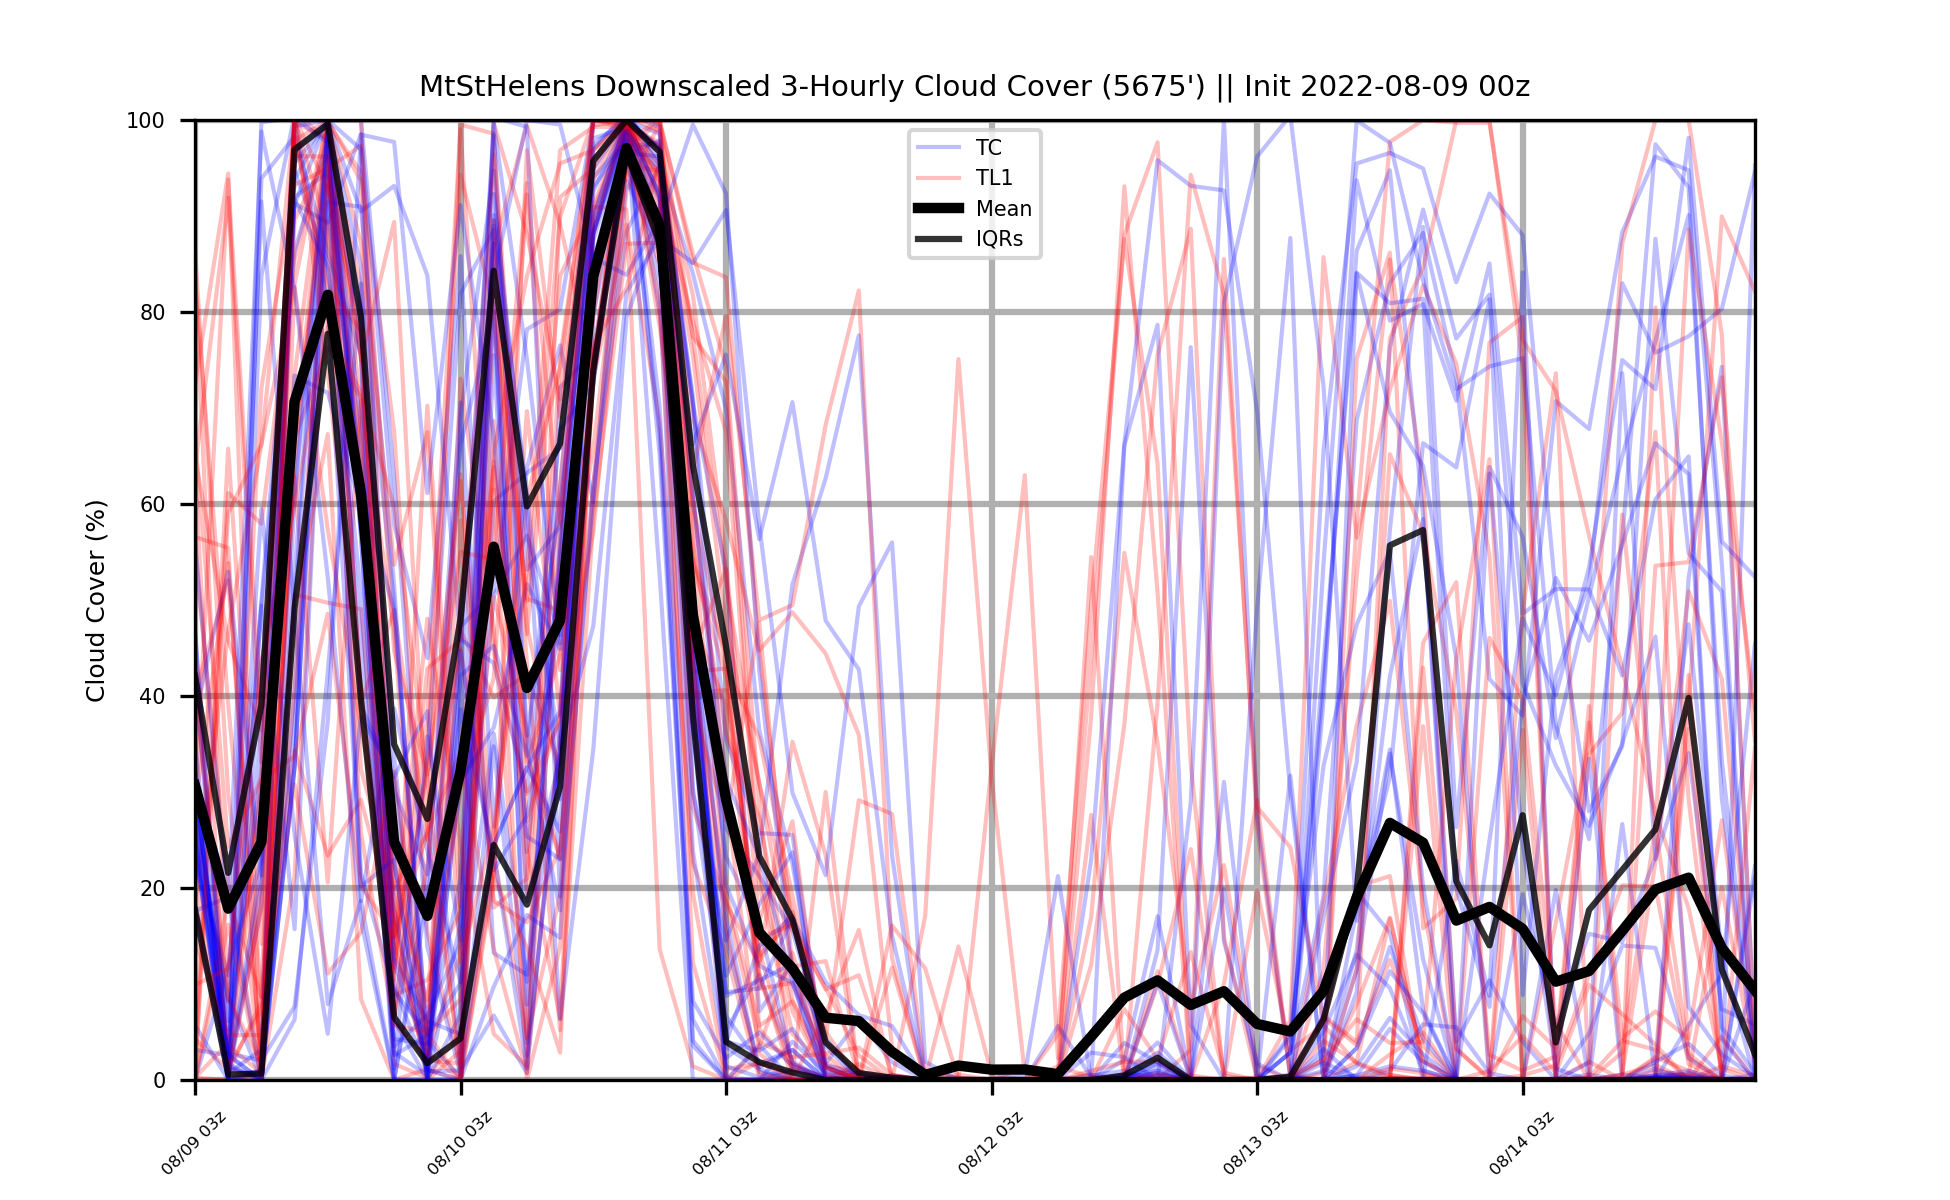 MtStHelens Downscaled 3-Hourly Cloud Cover (5675') || Init 2022-08-09 00z
TC
TL1
Mean
IQRs
Cloud Cover (%)
100
80
60
40
20
0
08/09 03z
08/10 03z
08/11 03z
08/12 03z
08/13 03z
08/14 03z